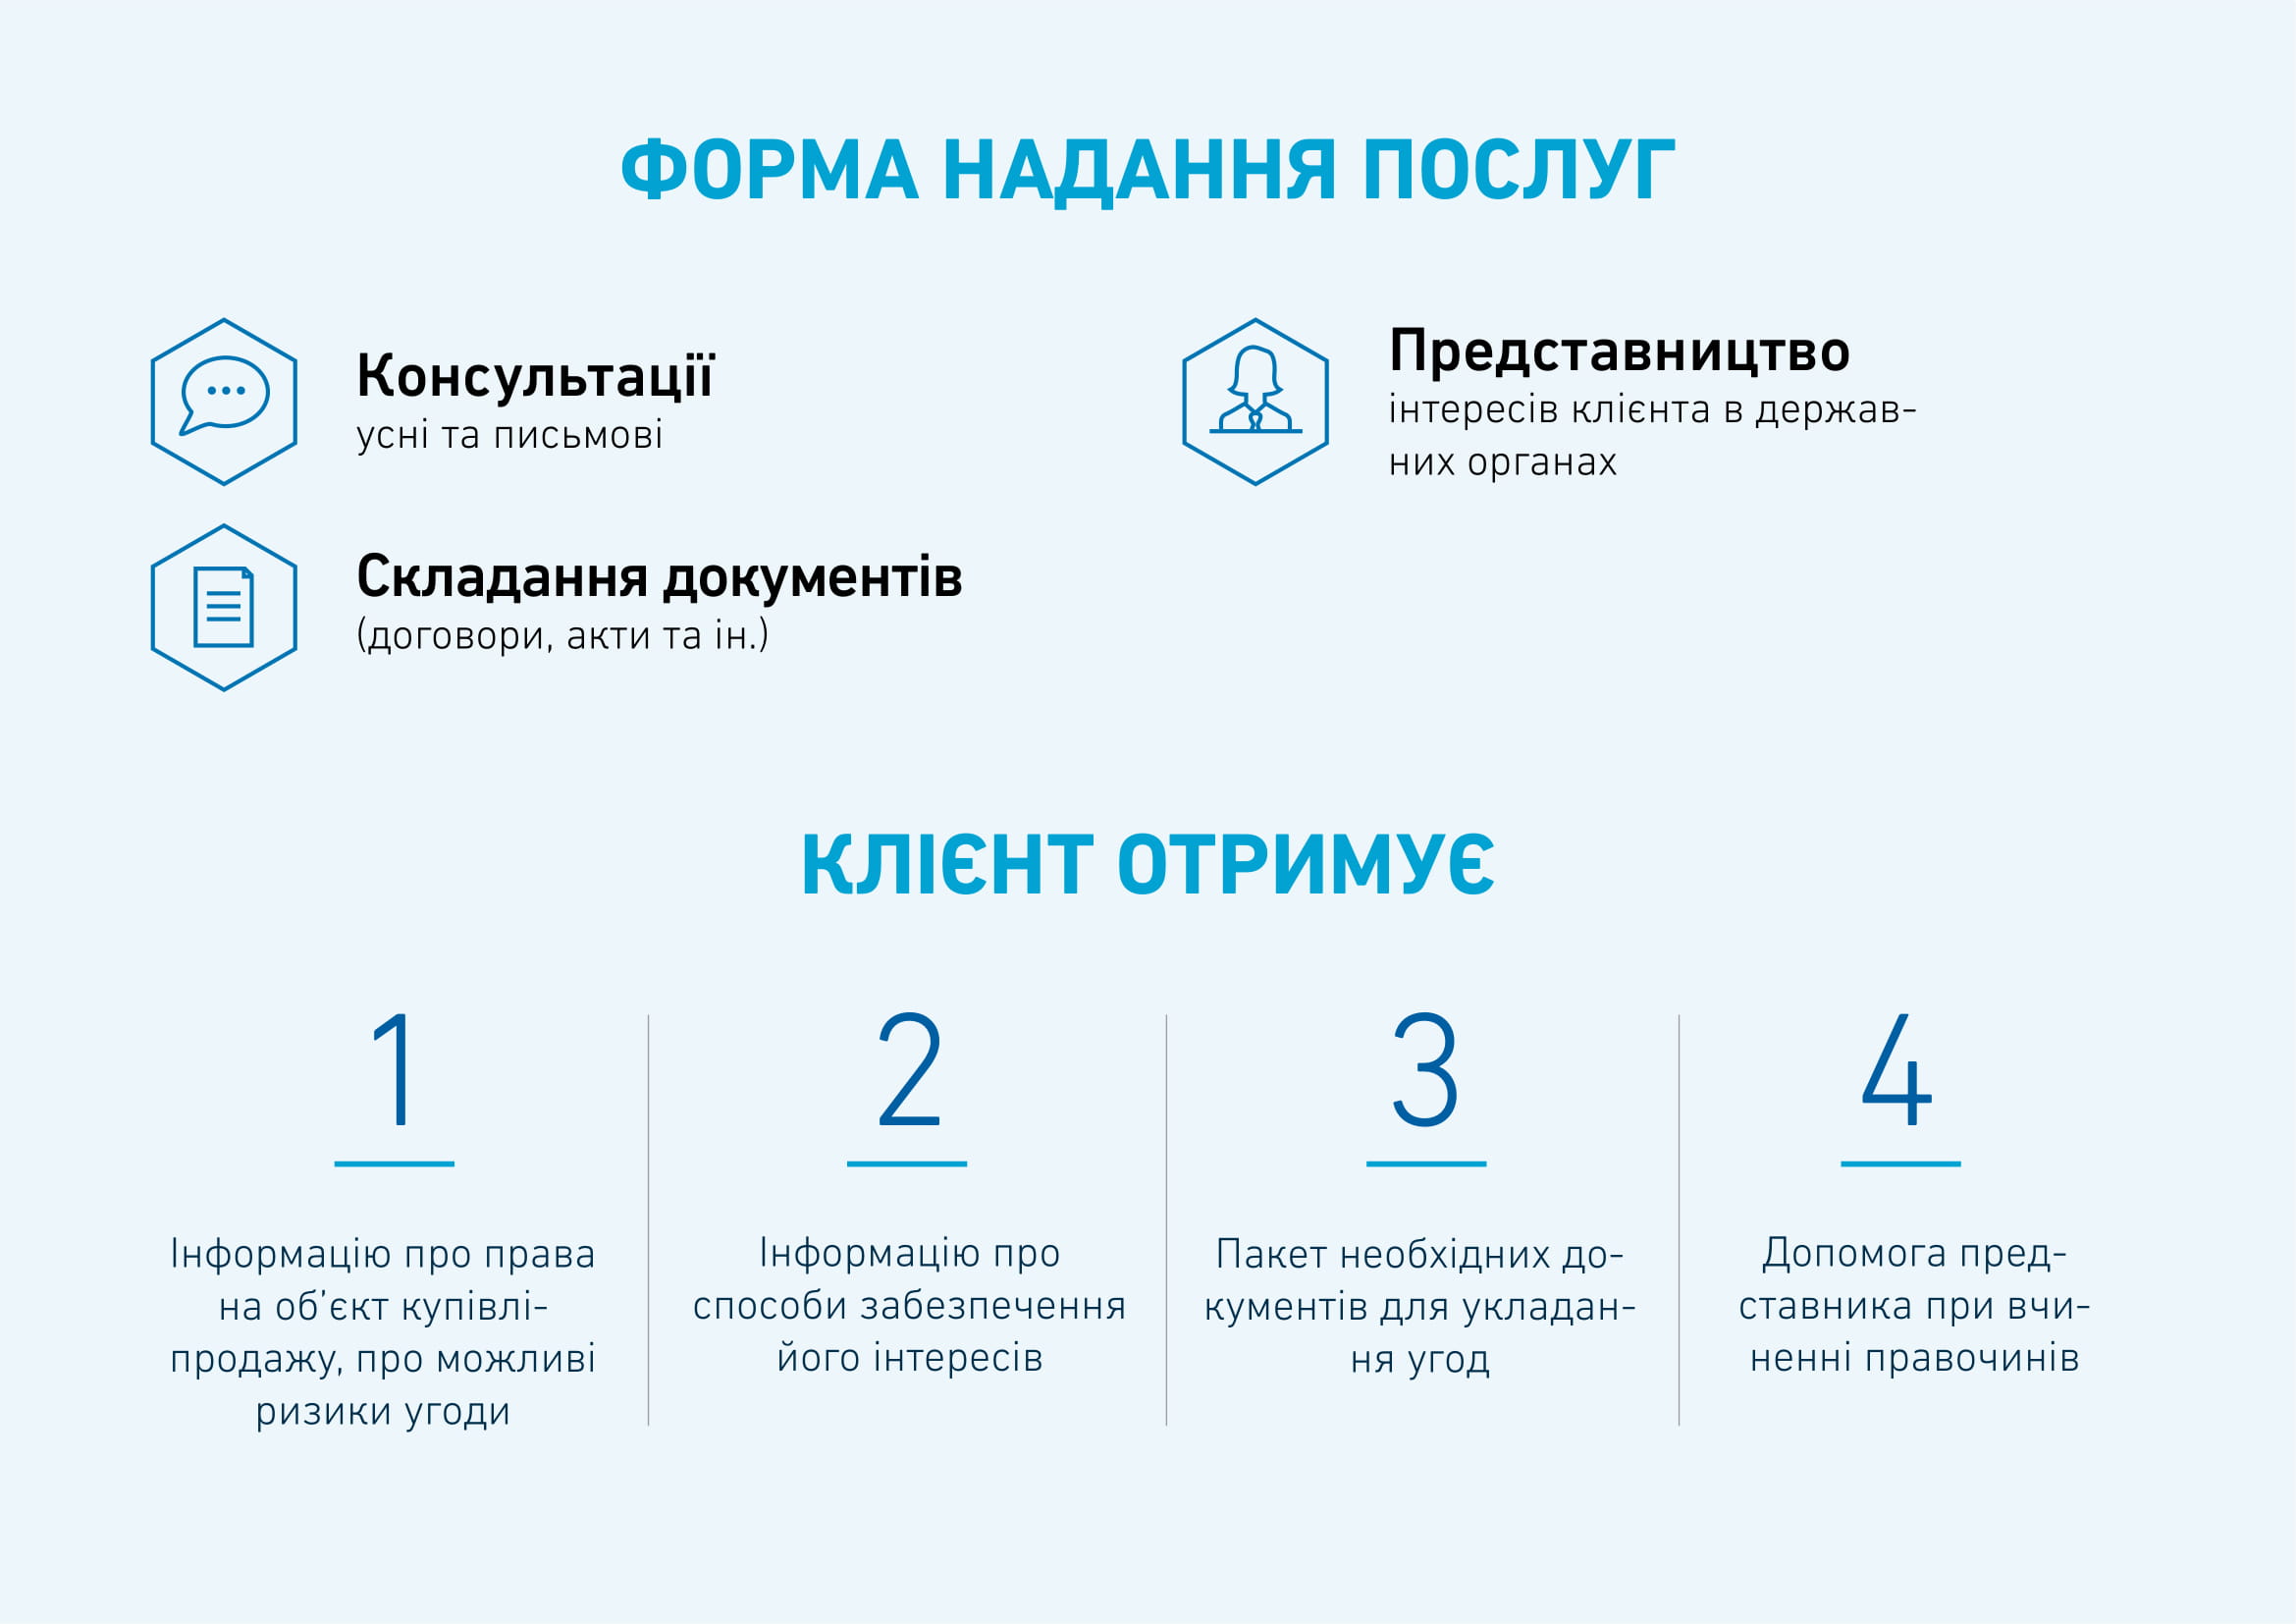 ФОРМА НАДАННЯ ПОСЛУГ
Консультації
усні та письмові
Представництво
інтересів клієнта в держав-
них органах
Складання документів
(договори, акти та ін.)
КЛІЄНТ ОТРИМУЄ
1
Інформацію про права
на об’єкт купівлі-
продажу, про можливі
ризики угоди
2
Інформацію про
способи забезпечення
його інтересів
3
Пакет необхідних до-
кументів для укладан-
ня угод
4
Допомога пред-
ставника при вчи-
ненні правочинів